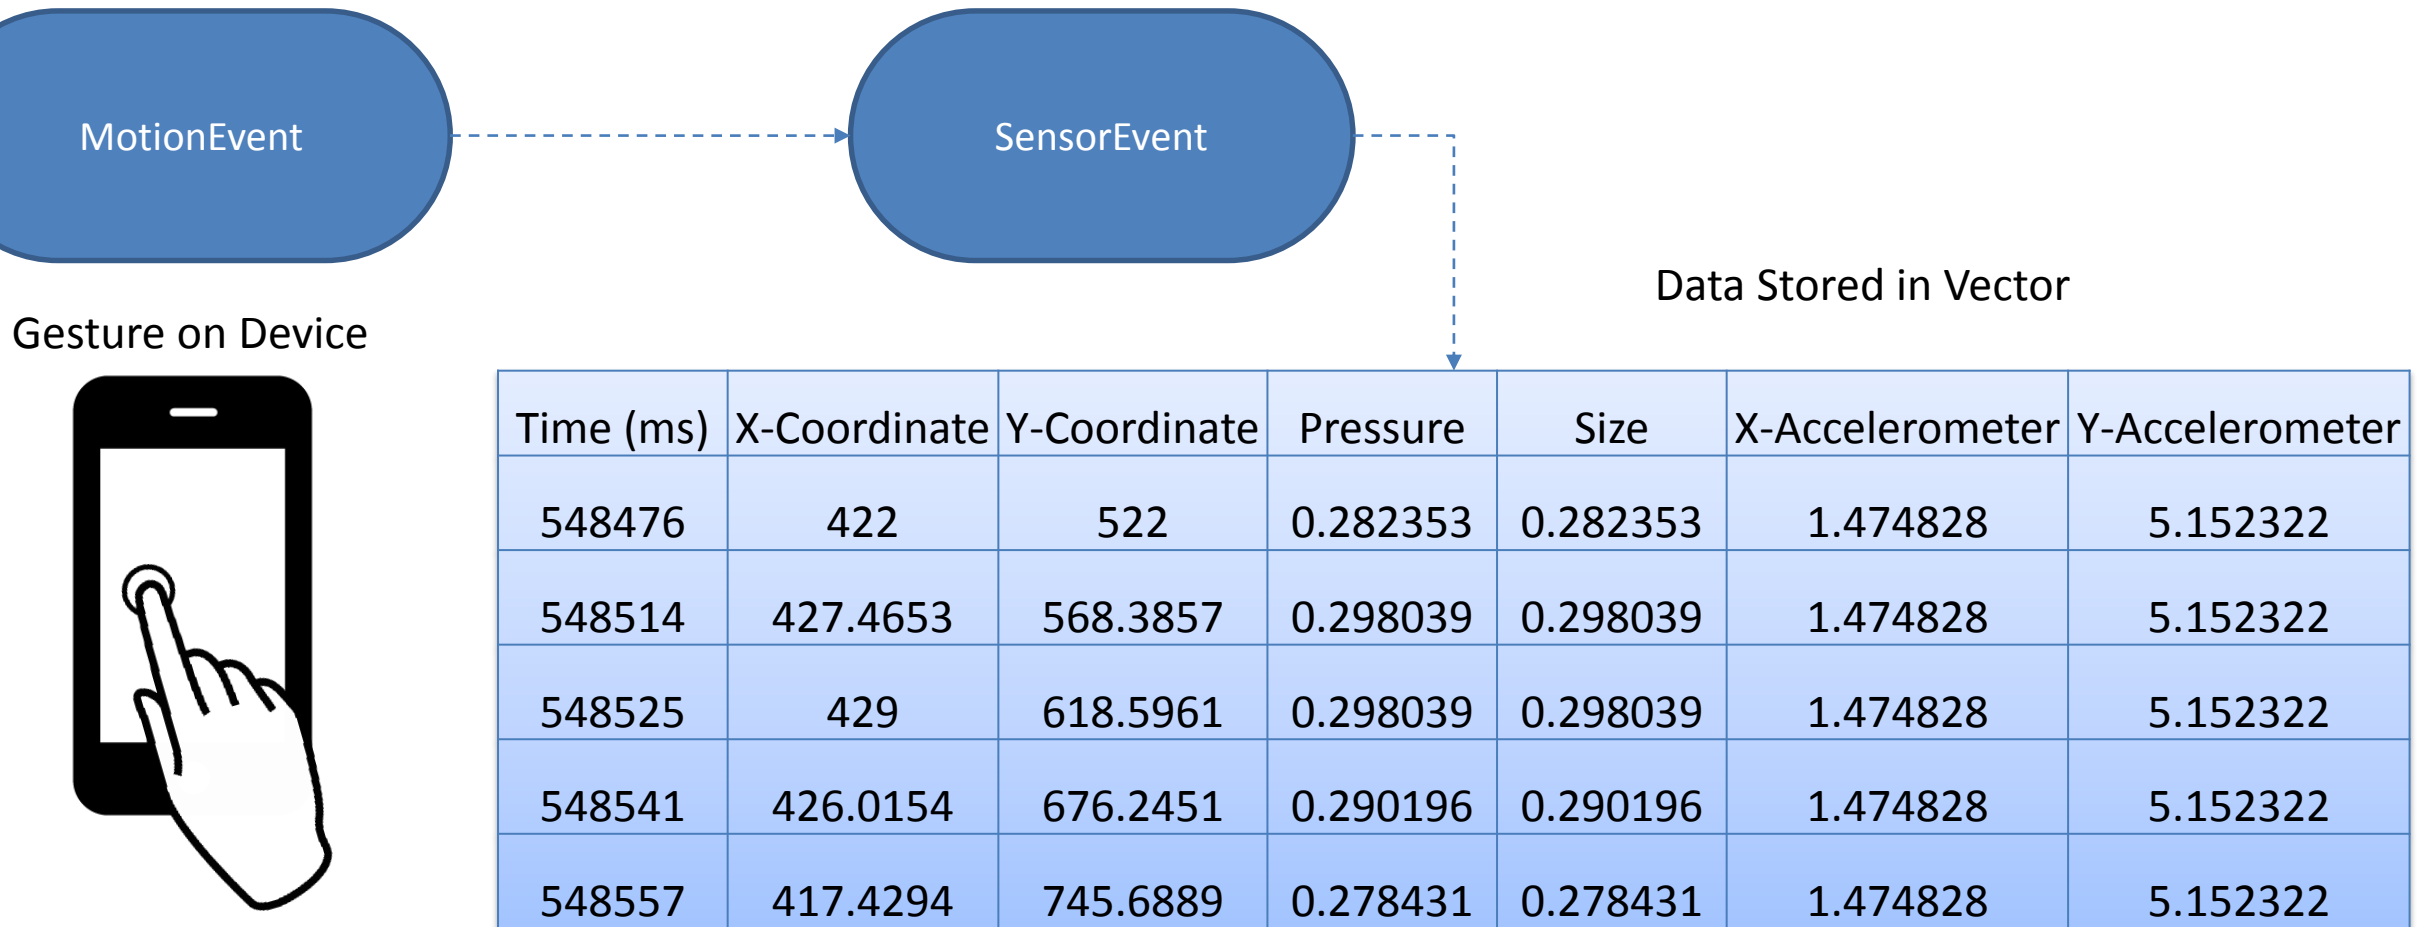 MotionEvent
SensorEvent
Data Stored in Vector
Gesture on Device
Time (ms) X-Coordinate Y-Coordinate Pressure Size X-Accelerometer Y-Accelerometer
548476 422 522 0.282353 0.282353 1.474828 5.152322
548514 427.4653 568.3857 0.298039 0.298039 1.474828 5.152322
548525 429 618.5961 0.298039 0.298039 1.474828 5.152322
548541 426.0154 676.2451 0.290196 0.290196 1.474828 5.152322
548557 417.4294 745.6889 0.278431 0.278431 1.474828 5.152322